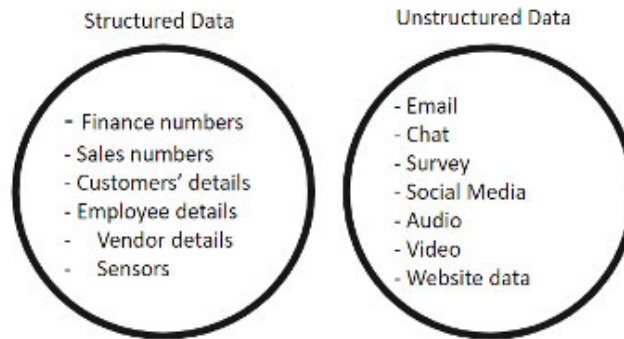 Structured Data
- Finance numbers
- Sales numbers
- Customers' details
- Employee details
- Vendor details
- Sensors
Unstructured Data
- Email
- Chat
- Survey
- Social Media
- Audio
- Video
- Website data